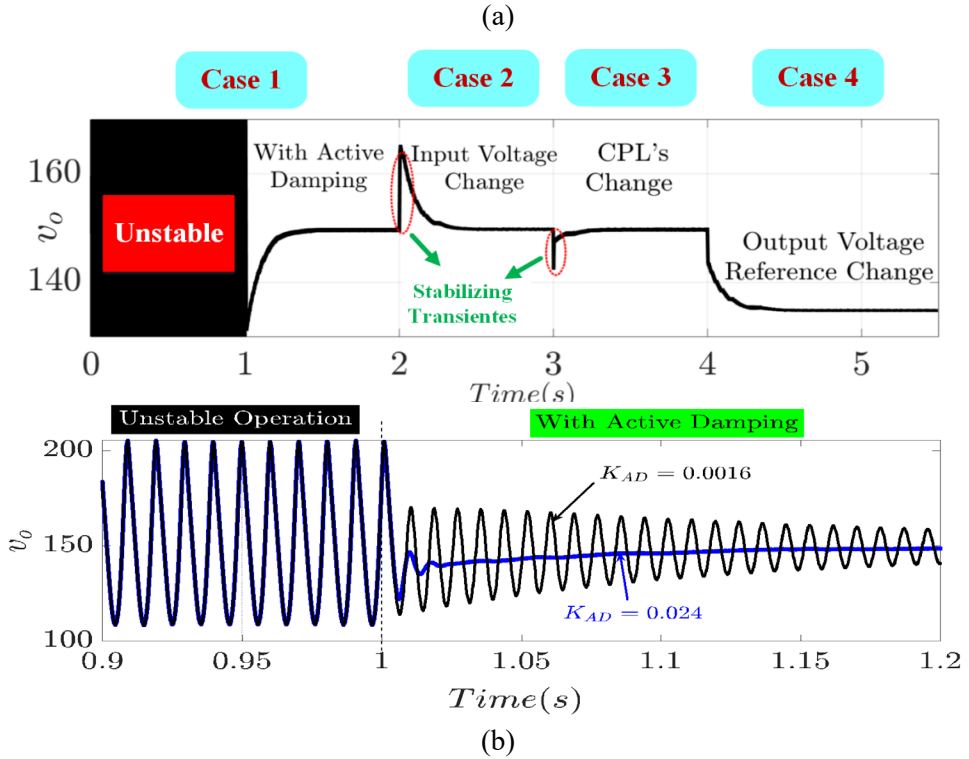 (a)
Case 1 Case 2 Case 3 Case 4
With Active
Damping
Input Voltage
Change
CPL's
Change
160
v_o
Unstable
Output Voltage
Reference Change
140
Stabilizing
Transientes
0 1 2 3 4 5
Time(s)
Unstable Operation With Active Damping
200
K_AD = 0.0016
v_o
150
K_AD = 0.024
100
0.9 0.95 1 1.05 1.1 1.15 1.2
Time(s)
(b)